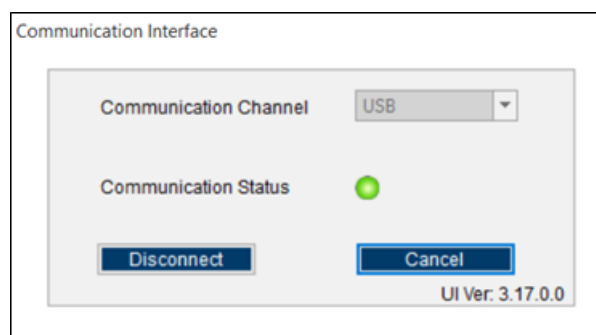 Communication Interface
Communication Channel USB
Communication Status
Disconnect Cancel
UI Ver: 3.17.0.0